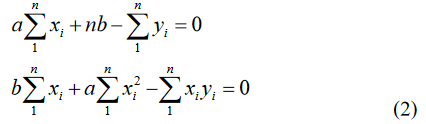 a∑₁ⁿ xᵢ + nb − ∑₁ⁿ yᵢ = 0
b∑₁ⁿ xᵢ + a∑₁ⁿ xᵢ² − ∑₁ⁿ xᵢyᵢ = 0 (2)